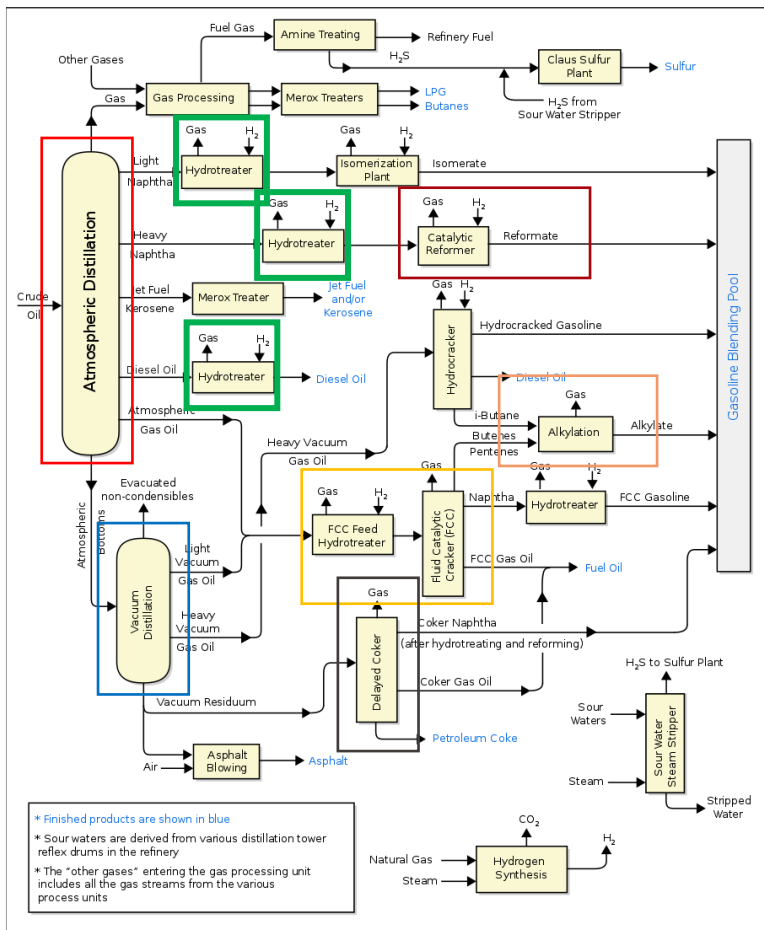 Fuel Gas
Amine Treating
Refinery Fuel
H₂S
Other Gases
Claus Sulfur
Plant
Sulfur
Gas
Gas Processing
Merox Treaters
LPG
Butanes
H₂S from
Sour Water Stripper
Gas
H₂
Light
Naphtha
Hydrotreater
Gas
H₂
Isomerization
Plant
Isomerate
Gas
H₂
Heavy
Naphtha
Hydrotreater
Gas
H₂
Catalytic
Reformer
Reformate
Atmospheric Distillation
Crude
Oil
Jet Fuel
Kerosene
Merox Treater
Jet Fuel
and/or
Kerosene
Gas
H₂
Diesel Oil
Hydrotreater
Diesel Oil
Gas
H₂
Hydrocracker
Hydrocracked Gasoline
Diesel Oil
i-Butane
Butenes
Pentenes
Gas
Alkylation
Alkylate
Gasoline Blending Pool
Atmospheric
Gas Oil
Heavy Vacuum
Gas Oil
Atmospheric
Bottoms
Evacuated
non-condensibles
Vacuum
Distillation
Light
Vacuum
Gas Oil
Heavy
Vacuum
Gas Oil
Gas
H₂
FCC Feed
Hydrotreater
Gas
Fluid Catalytic
Cracker (FCC)
Naphtha
Gas
H₂
Hydrotreater
FCC Gasoline
FCC Gas Oil
Fuel Oil
Gas
Delayed Coker
Coker Naphtha
(after hydrotreating and reforming)
Coker Gas Oil
Petroleum Coke
Vacuum Residuum
Air
Asphalt
Blowing
Asphalt
H₂S to Sulfur Plant
Sour
Waters
Sour Water
Steam Stripper
Steam
Stripped
Water
CO₂
H₂
Natural Gas
Steam
Hydrogen
Synthesis
* Finished products are shown in blue
* Sour waters are derived from various distillation tower
reflex drums in the refinery
* The "other gases" entering the gas processing unit
includes all the gas streams from the various
process units